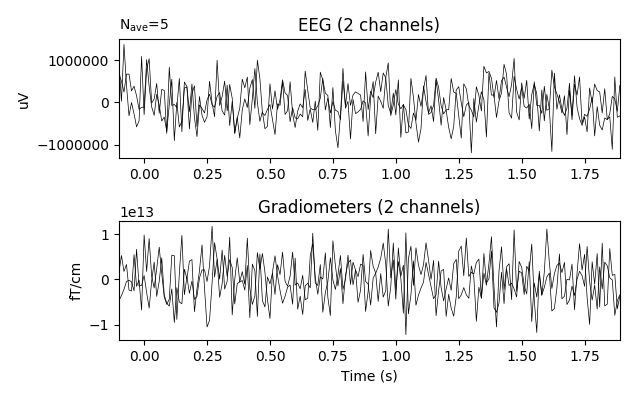 N_ave=5
EEG (2 channels)
1000000
0
−1000000
uV
0.00 0.25 0.50 0.75 1.00 1.25 1.50 1.75
1e13
Gradiometers (2 channels)
1
0
−1
fT/cm
0.00 0.25 0.50 0.75 1.00 1.25 1.50 1.75
Time (s)